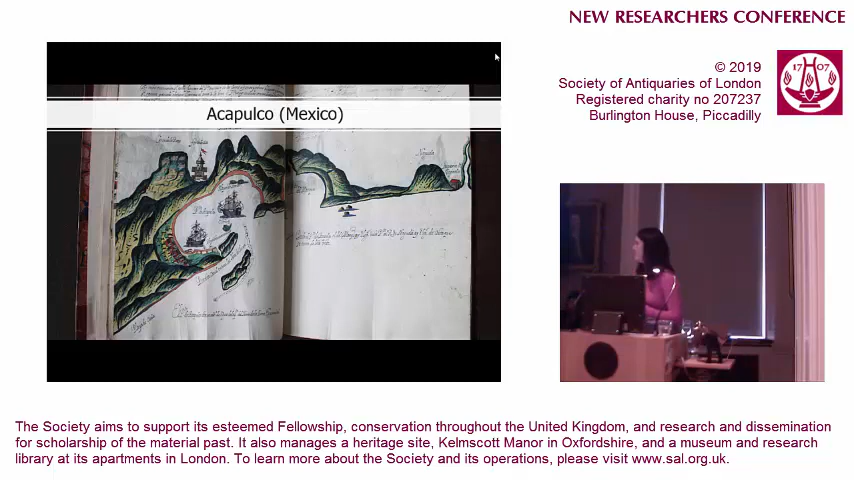 NEW RESEARCHERS CONFERENCE
© 2019
Society of Antiquaries of London
Registered charity no 207237
Burlington House, Piccadilly
17 07
Acapulco (Mexico)
The Society aims to support its esteemed Fellowship, conservation throughout the United Kingdom, and research and dissemination
for scholarship of the material past. It also manages a heritage site, Kelmscott Manor in Oxfordshire, and a museum and research
library at its apartments in London. To learn more about the Society and its operations, please visit www.sal.org.uk.